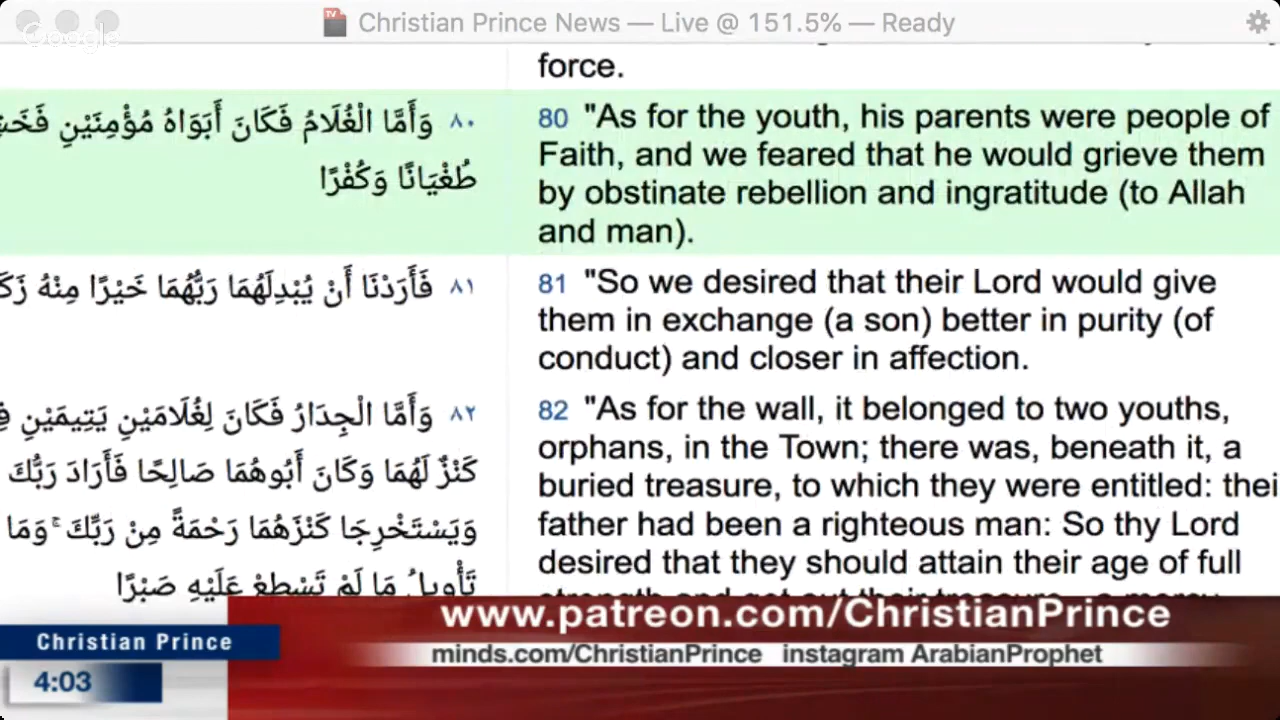 Christian Prince News — Live @ 151.5% — Ready
Google
force.
٨٠ وَأَمَّا الْغُلَامُ فَكَانَ أَبَوَاهُ مُؤْمِنَيْنِ
طُغْيَانًا وَكُفْرًا
80 "As for the youth, his parents were people of
Faith, and we feared that he would grieve them
by obstinate rebellion and ingratitude (to Allah
and man).
٨١ فَأَرَدْنَا أَنْ يُبْدِلَهُمَا رَبُّهُمَا خَيْرًا مِنْهُ
81 "So we desired that their Lord would give
them in exchange (a son) better in purity (of
conduct) and closer in affection.
٨٢ وَأَمَّا الْجِدَارُ فَكَانَ لِغُلَامَيْنِ يَتِيمَيْنِ
كَنْزٌ لَهُمَا وَكَانَ أَبُوهُمَا صَالِحًا فَأَرَادَ رَبُّكَ
وَيَسْتَخْرِجَا كَنْزَهُمَا رَحْمَةً مِنْ رَبِّكَ ۚ وَمَا
تَأْوِيلُ مَا لَمْ تَسْطِعْ عَلَيْهِ صَبْرًا
82 "As for the wall, it belonged to two youths,
orphans, in the Town; there was, beneath it, a
buried treasure, to which they were entitled: thei
father had been a righteous man: So thy Lord
desired that they should attain their age of full
www.patreon.com/ChristianPrince
minds.com/ChristianPrince instagram ArabianProphet
Christian Prince
4:03